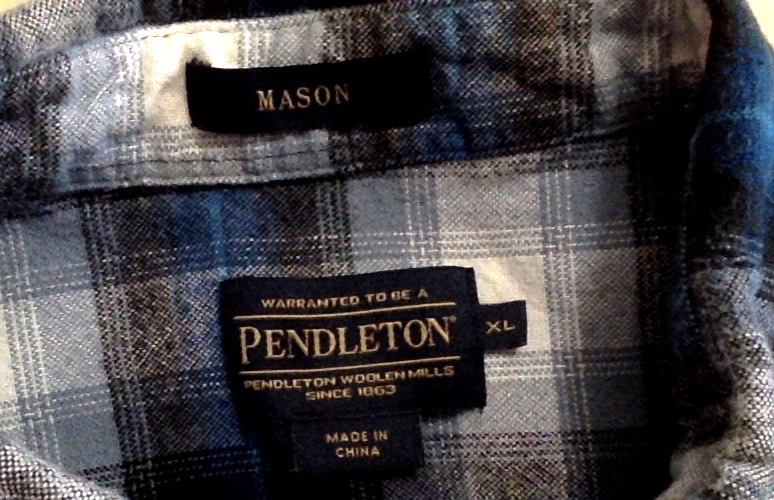 MASON
WARRANTED TO BE A
PENDLETON®
XL
PENDLETON WOOLEN MILLS
SINCE 1863
MADE IN
CHINA